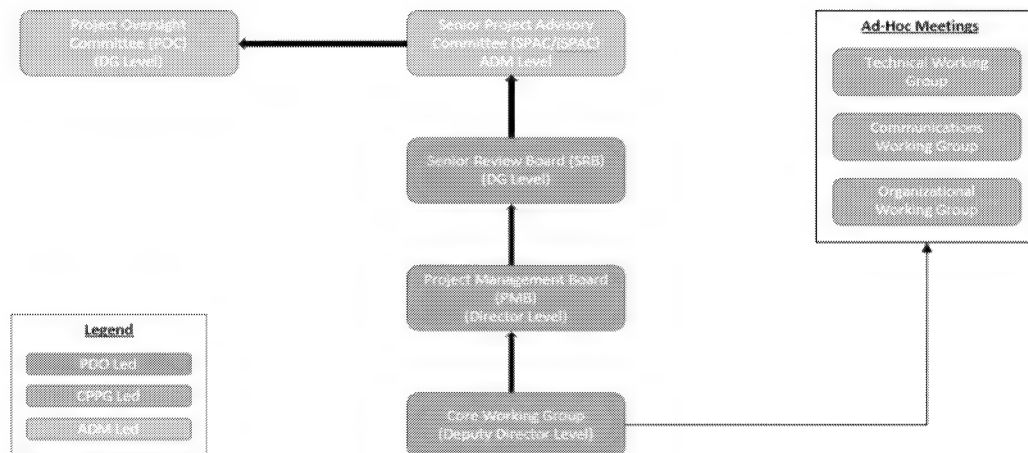 Project Oversight
Committee (POC)
(DG Level)
Senior Project Advisory
Committee (SPAC/(SPAC)
ADM Level
Senior Review Board (SRB)
(DG Level)
Project Management Board
(PMB)
(Director Level)
Core Working Group
(Deputy Director Level)
Ad-Hoc Meetings
Technical Working
Group
Communications
Working Group
Organizational
Working Group
Legend
PDO Led
CPPG Led
ADM Led